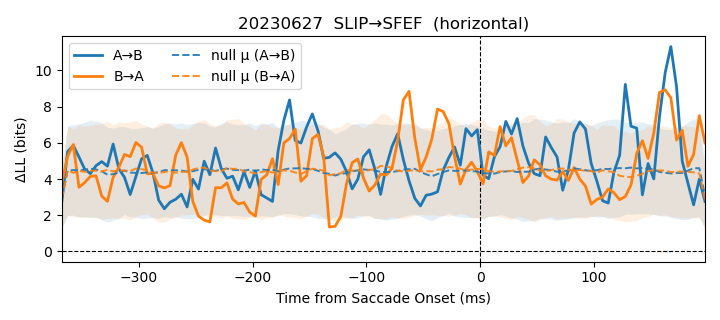 20230627  SLIP→SFEF  (horizontal)
A→B
B→A
null μ (A→B)
null μ (B→A)
ΔLL (bits)
10
8
6
4
2
0
−300
−200
−100
0
100
Time from Saccade Onset (ms)